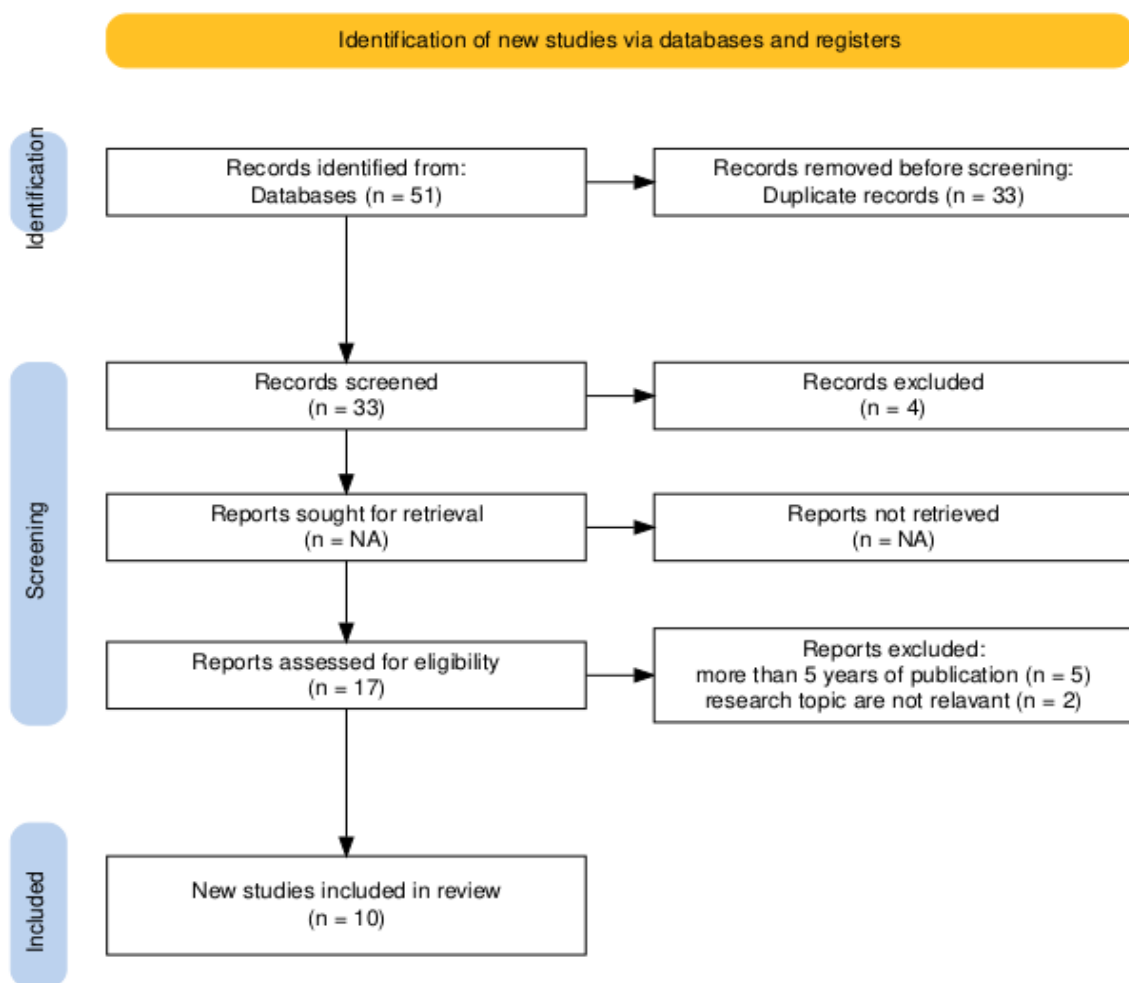 Identification of new studies via databases and registers
Identification
Records identified from:
Databases (n = 51)
Records removed before screening:
Duplicate records (n = 33)
Screening
Records screened
(n = 33)
Records excluded
(n = 4)
Reports sought for retrieval
(n = NA)
Reports not retrieved
(n = NA)
Reports assessed for eligibility
(n = 17)
Reports excluded:
more than 5 years of publication (n = 5)
research topic are not relavant (n = 2)
Included
New studies included in review
(n = 10)